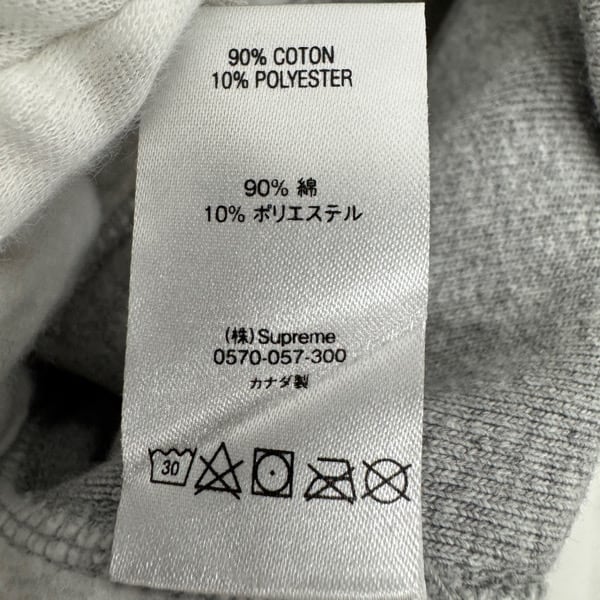 90% COTON
10% POLYESTER
90% 綿
10% ポリエステル
(株)Supreme
0570-057-300
カナダ製
30